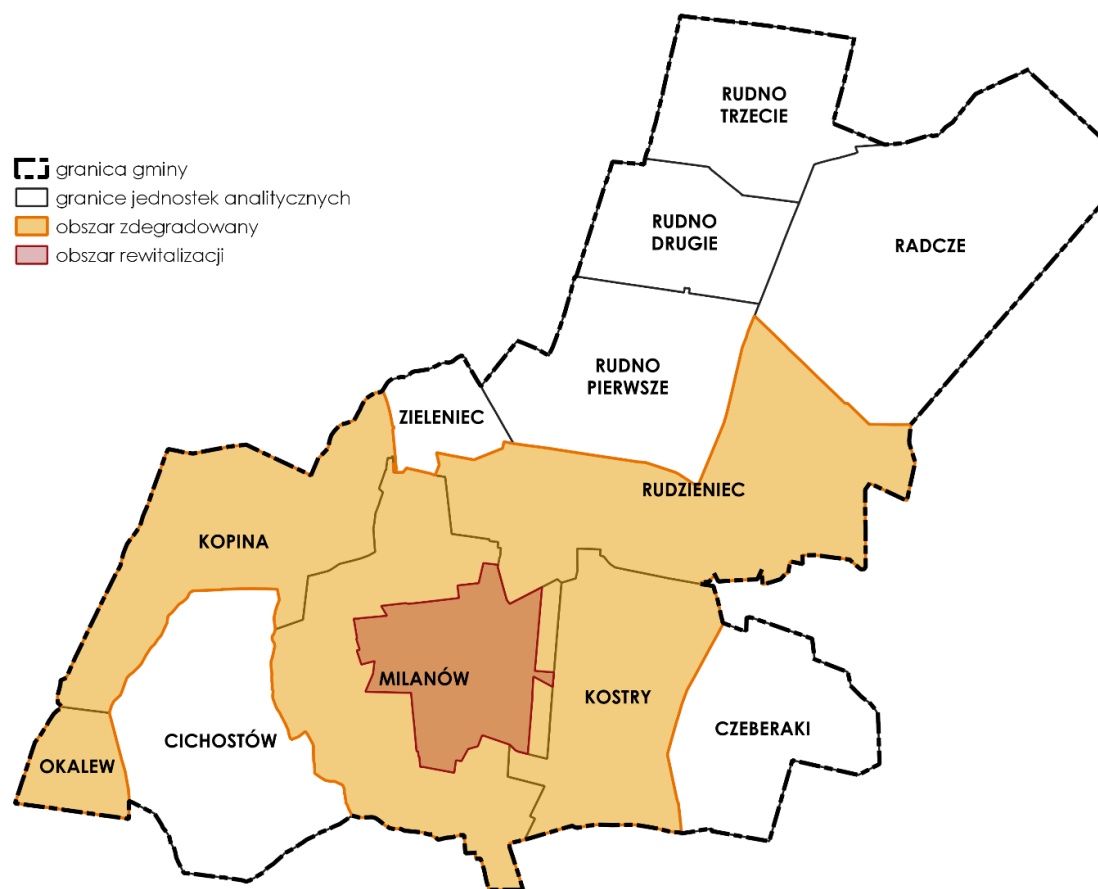 RUDNO
TRZECIE
granica gminy
granice jednostek analitycznych
obszar zdegradowany
obszar rewitalizacji
RUDNO
DRUGIE
RADCZE
RUDNO
PIERWSZE
ZIELENIEC
RUDZIENIEC
KOPINA
MILANÓW
KOSTRY
CZEBERAKI
CICHOSTÓW
OKALEW